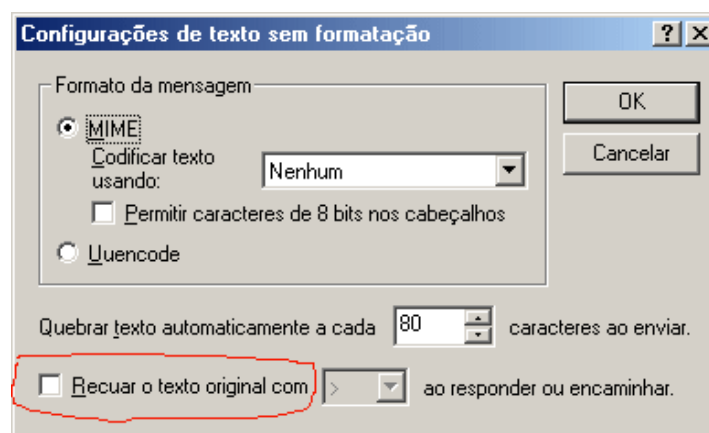 Configurações de texto sem formatação
Formato da mensagem
MIME
Codificar texto
usando:
Nenhum
Permitir caracteres de 8 bits nos cabeçalhos
Uuencode
OK
Cancelar
Quebrar texto automaticamente a cada 80 caracteres ao enviar.
Recuar o texto original com > ao responder ou encaminhar.